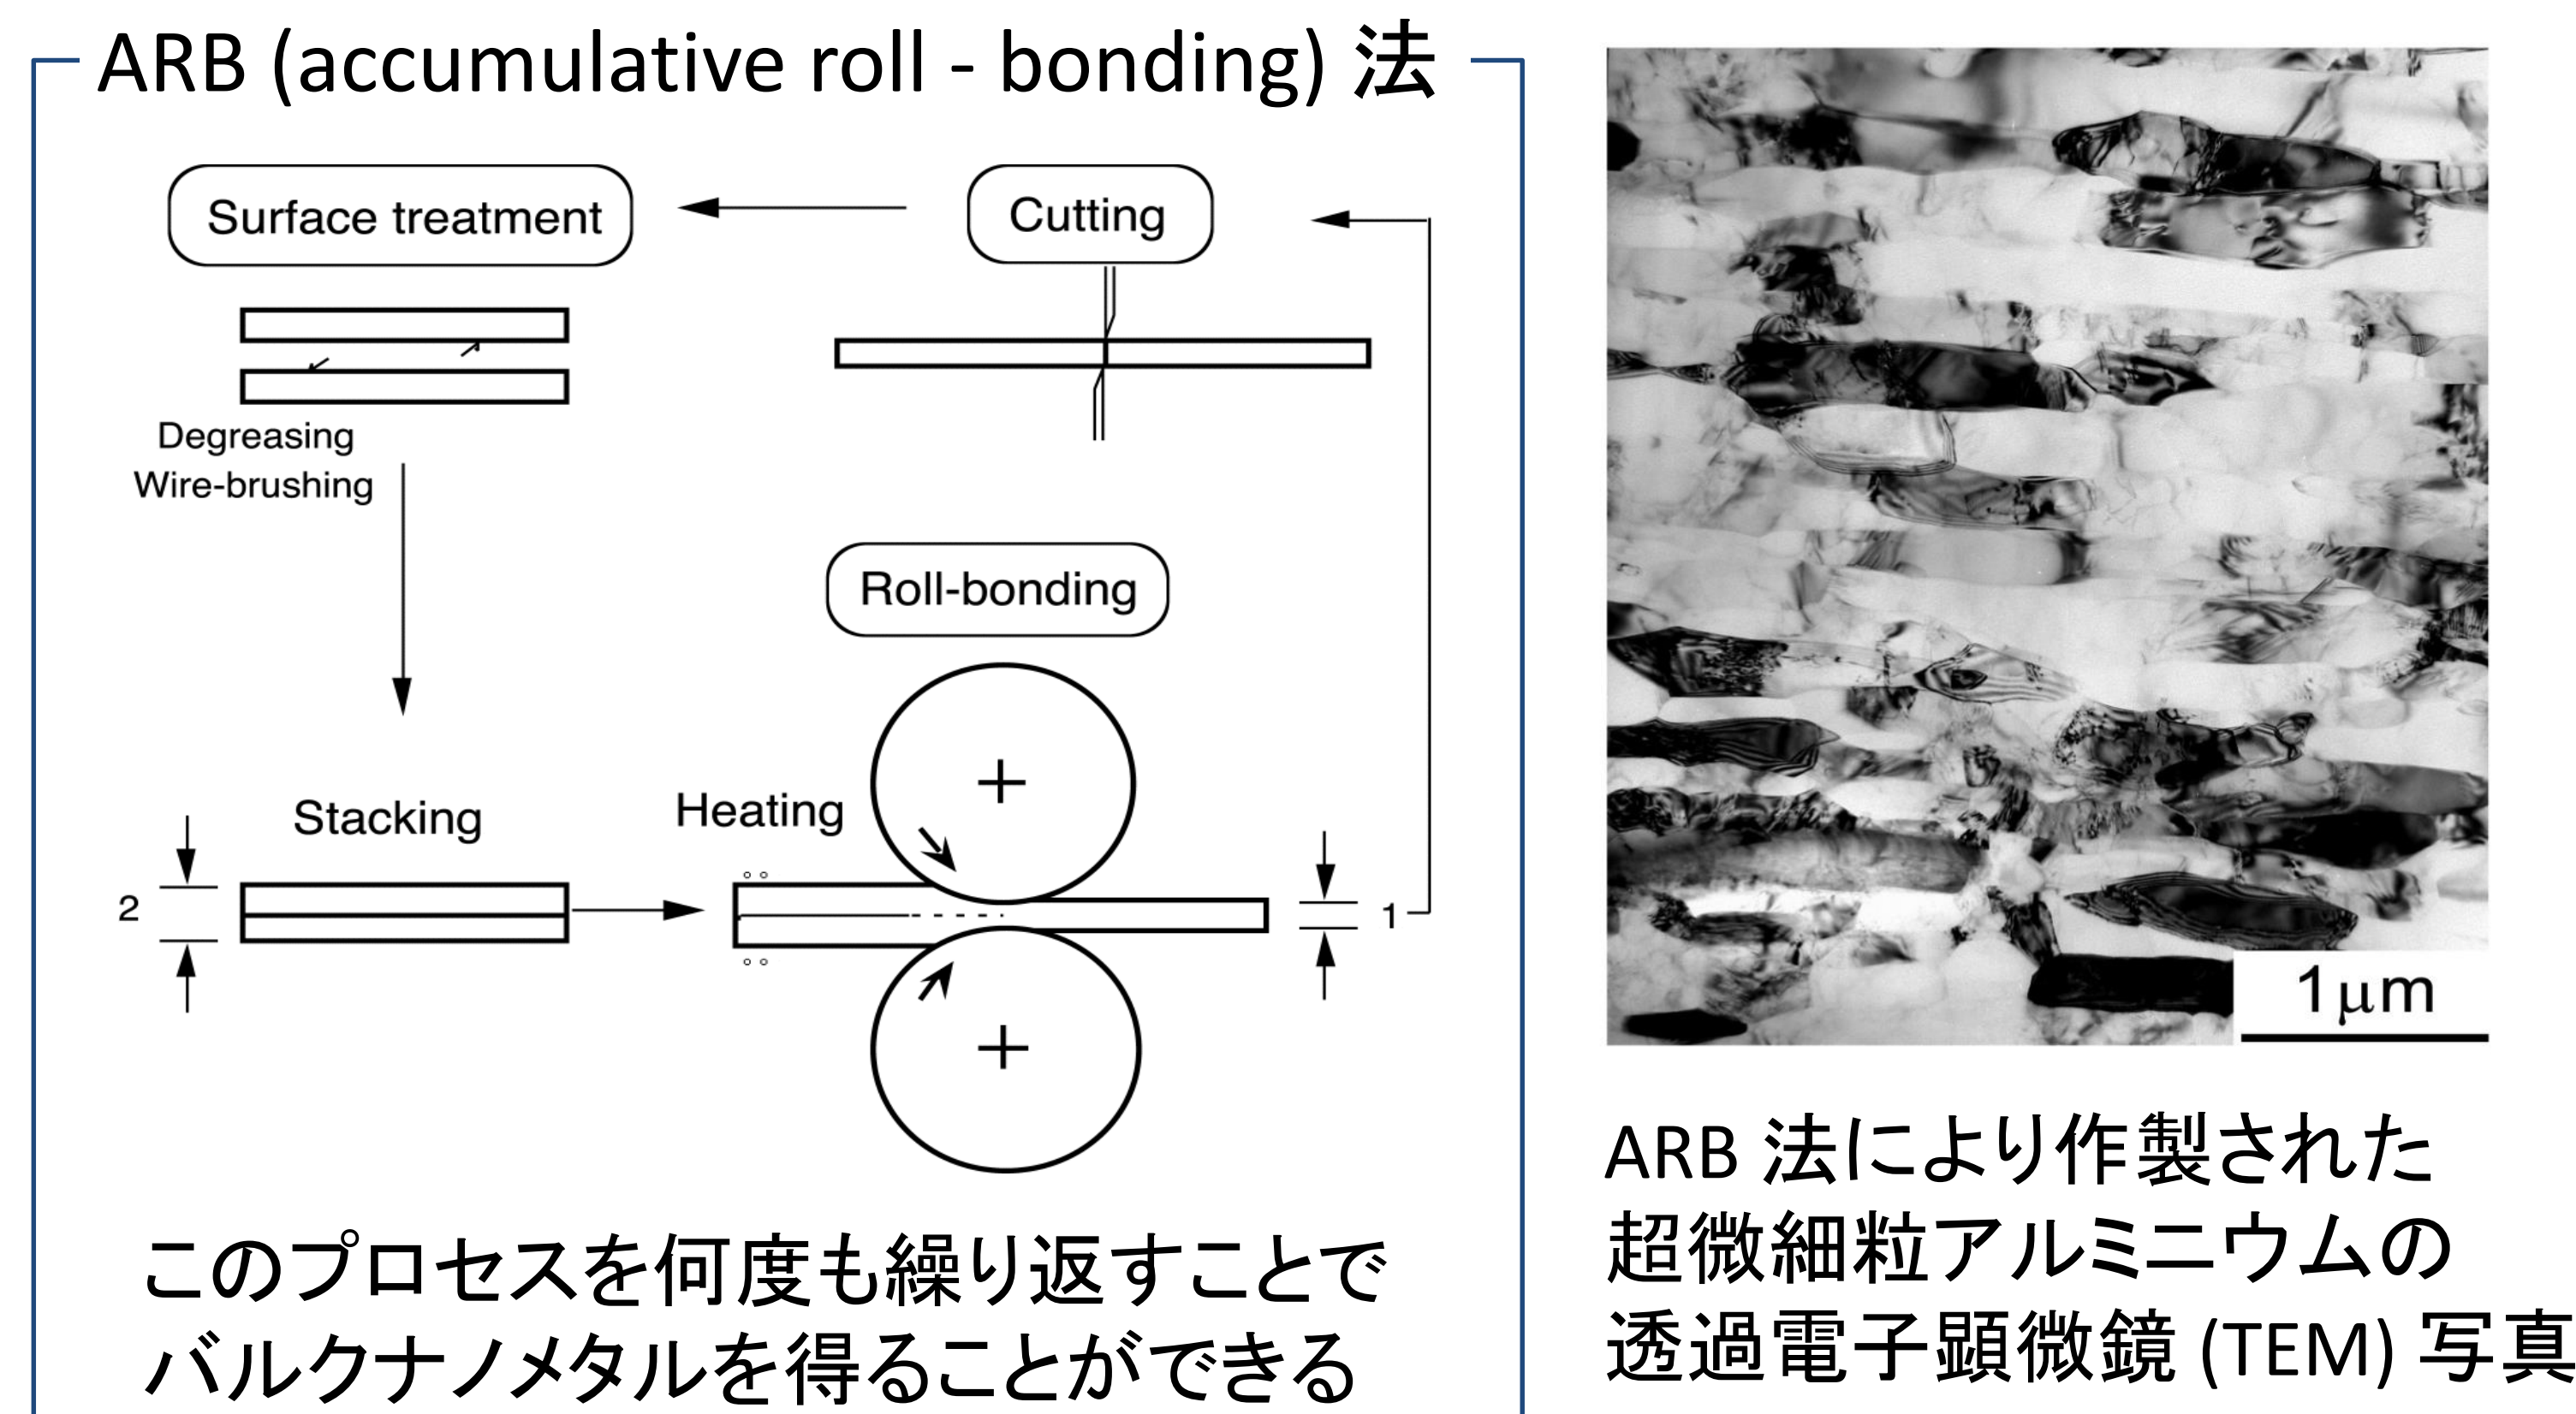 ARB (accumulative roll - bonding) 法
Surface treatment
Cutting
Degreasing
Wire-brushing
Roll-bonding
Stacking
Heating
2
1
このプロセスを何度も繰り返すことで
バルクナノメタルを得ることができる
1μm
ARB 法により作製された
超微細粒アルミニウムの
透過電子顕微鏡 (TEM) 写真